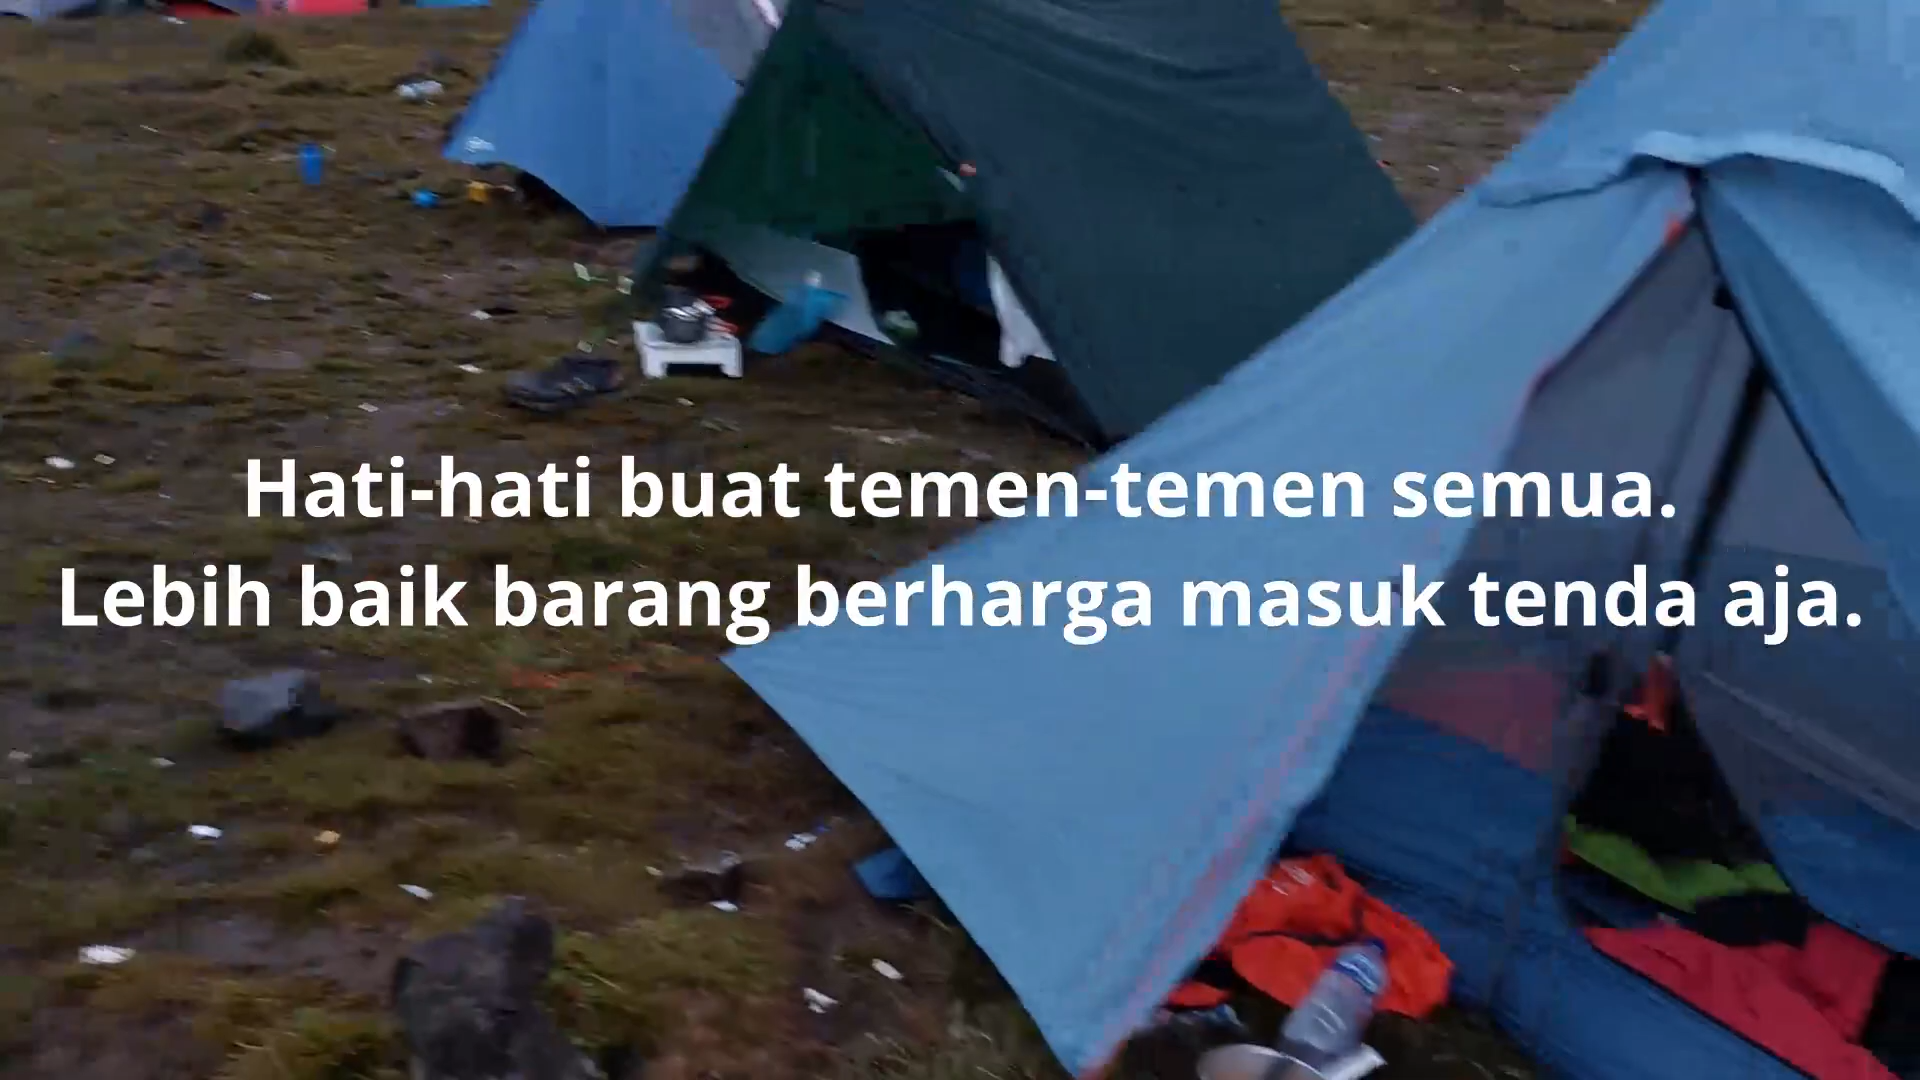 Hati-hati buat temen-temen semua.
Lebih baik barang berharga masuk tenda aja.